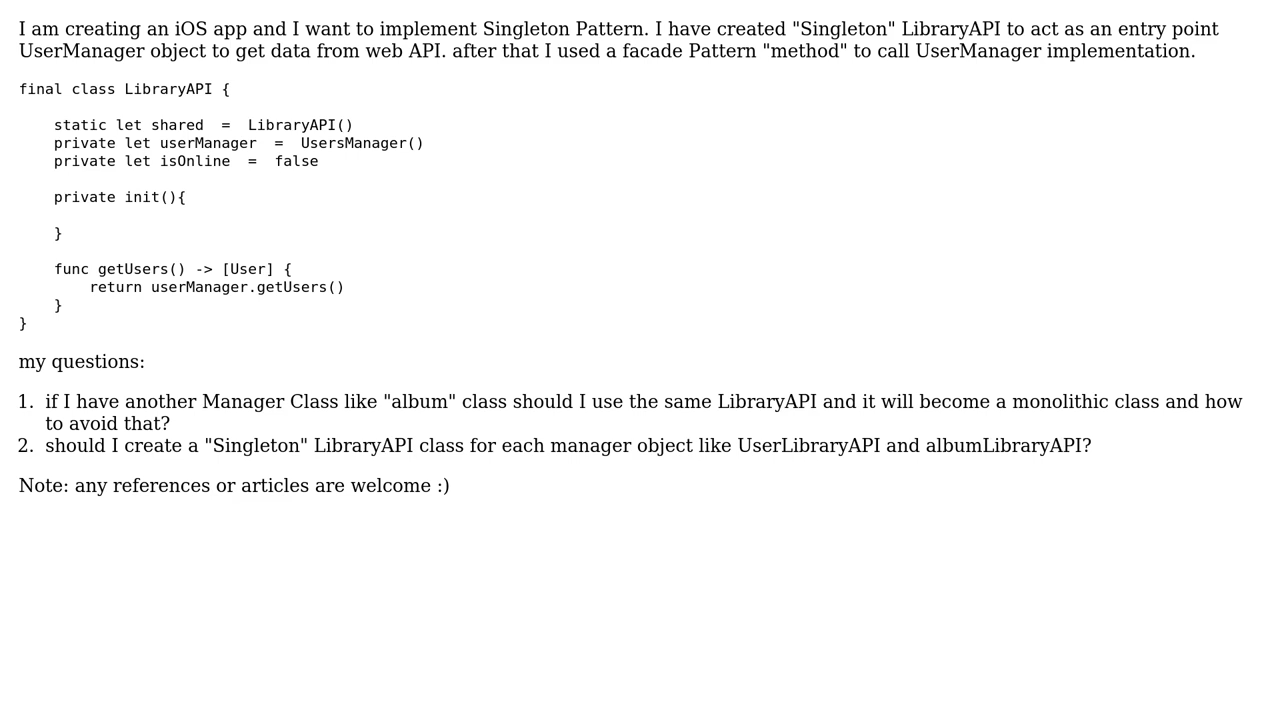 I am creating an iOS app and I want to implement Singleton Pattern. I have created "Singleton" LibraryAPI to act as an entry point
UserManager object to get data from web API. after that I used a facade Pattern "method" to call UserManager implementation.
final class LibraryAPI {
    static let shared  =  LibraryAPI()
    private let userManager  =  UsersManager()
    private let isOnline  =  false
    private init(){
    }
    func getUsers() -> [User] {
        return userManager.getUsers()
    }
}
my questions:
1. if I have another Manager Class like "album" class should I use the same LibraryAPI and it will become a monolithic class and how
to avoid that?
2. should I create a "Singleton" LibraryAPI class for each manager object like UserLibraryAPI and albumLibraryAPI?
Note: any references or articles are welcome :)